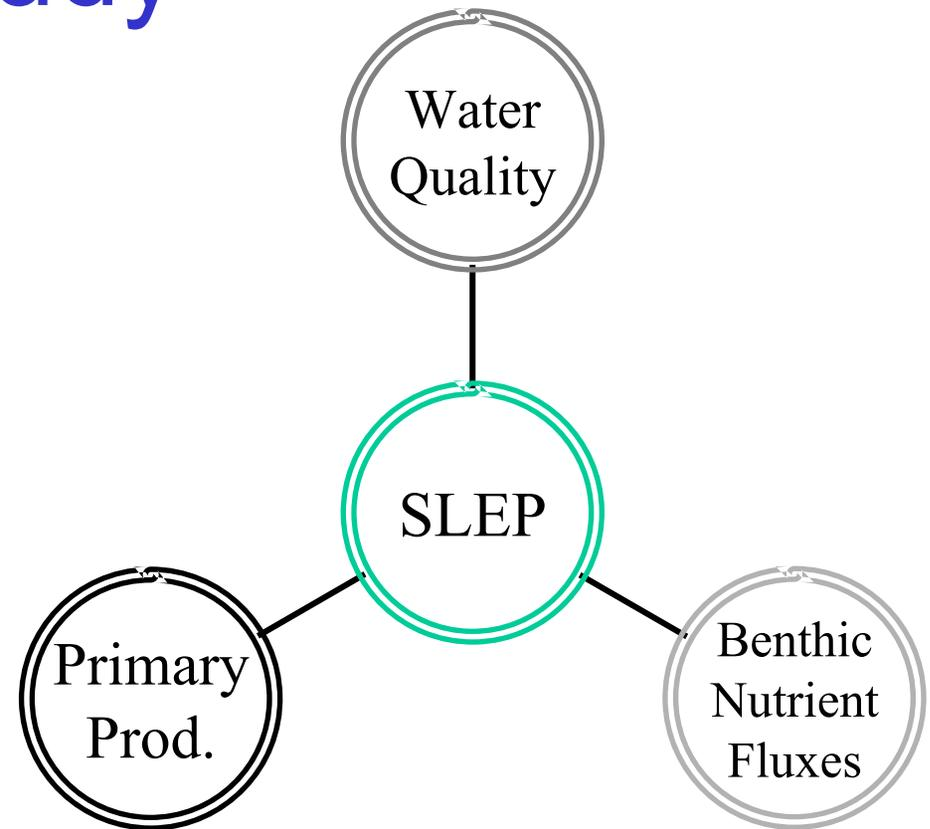 Water
Quality
SLEP
Primary
Prod.
Benthic
Nutrient
Fluxes